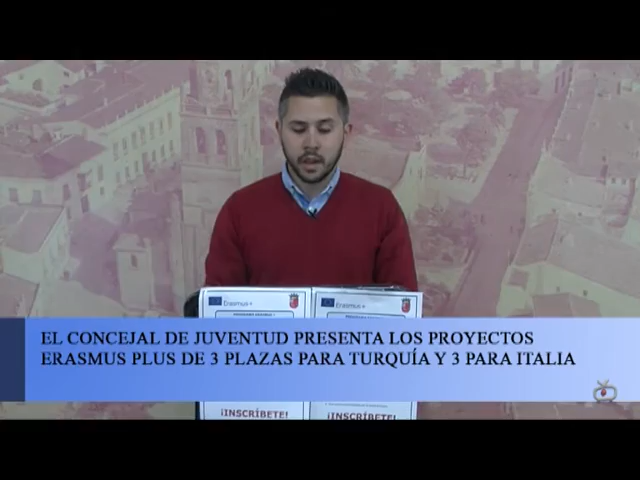 Erasmus+
Erasmus+
EL CONCEJAL DE JUVENTUD PRESENTA LOS PROYECTOS
ERASMUS PLUS DE 3 PLAZAS PARA TURQUÍA Y 3 PARA ITALIA
¡INSCRÍBETE!
¡INSCRÍBETE!